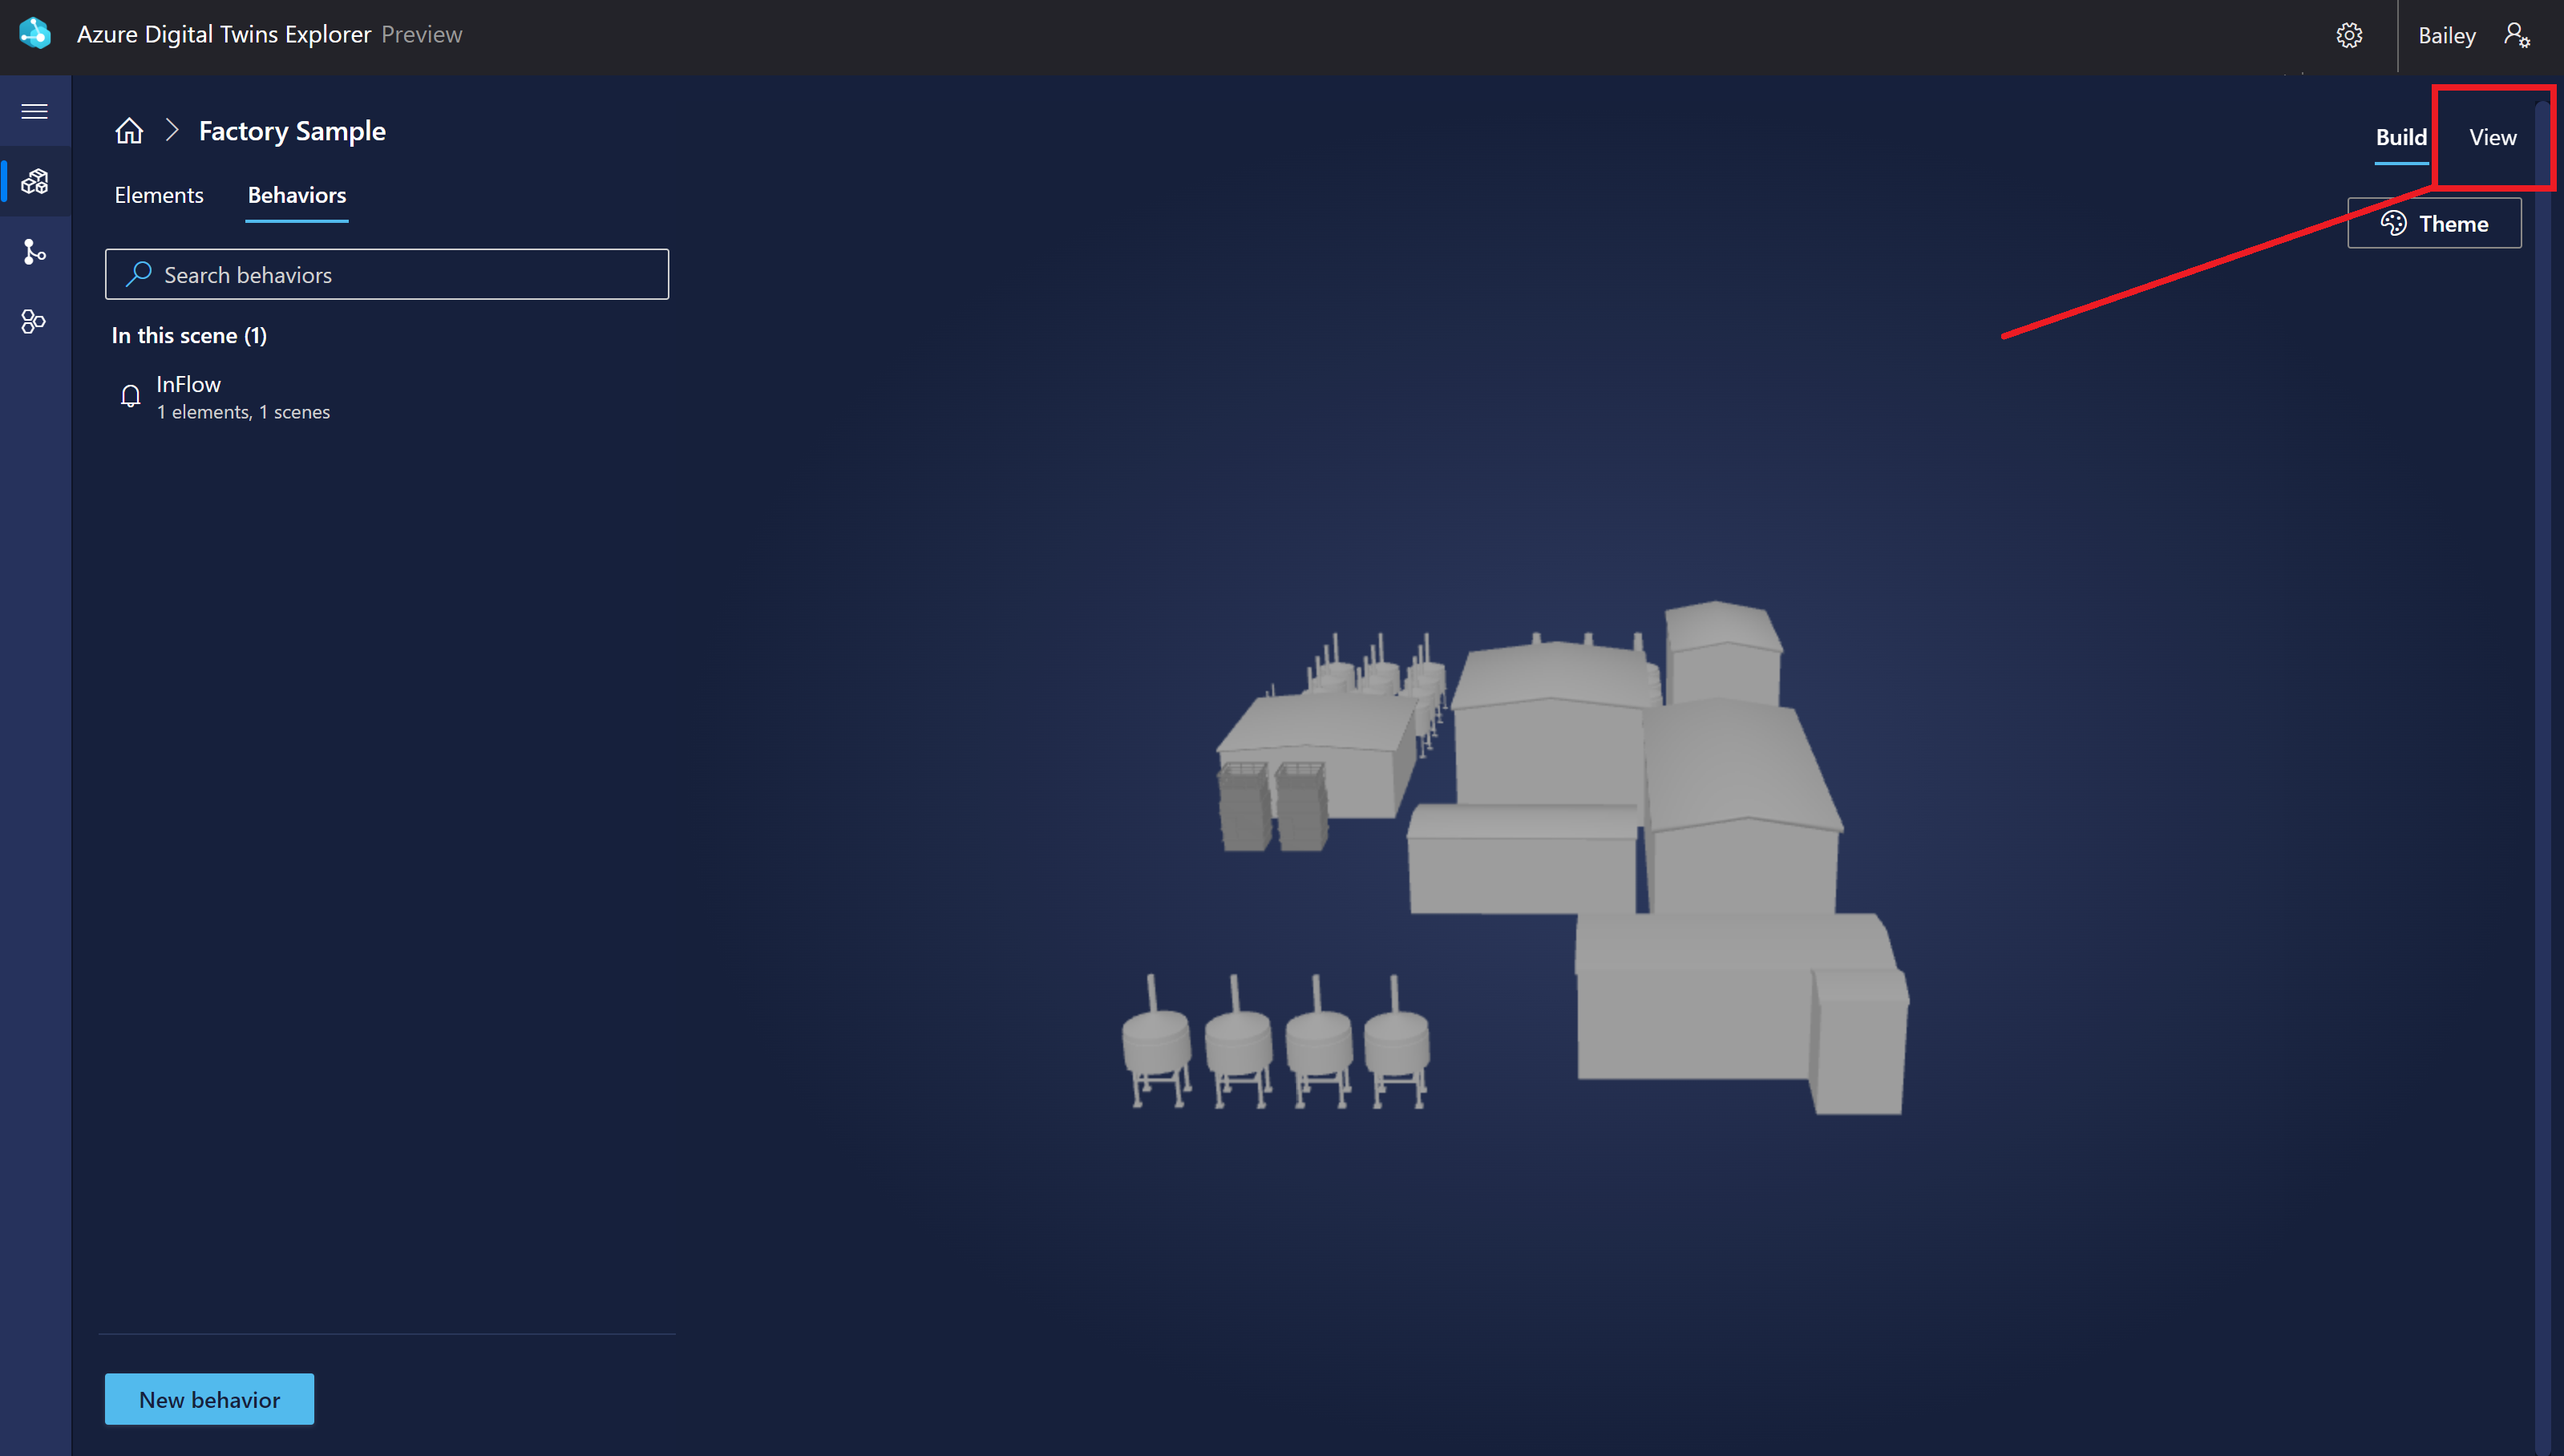 Azure Digital Twins Explorer Preview
Bailey
Factory Sample
Build View
Elements Behaviors
Theme
Search behaviors
In this scene (1)
InFlow
1 elements, 1 scenes
New behavior